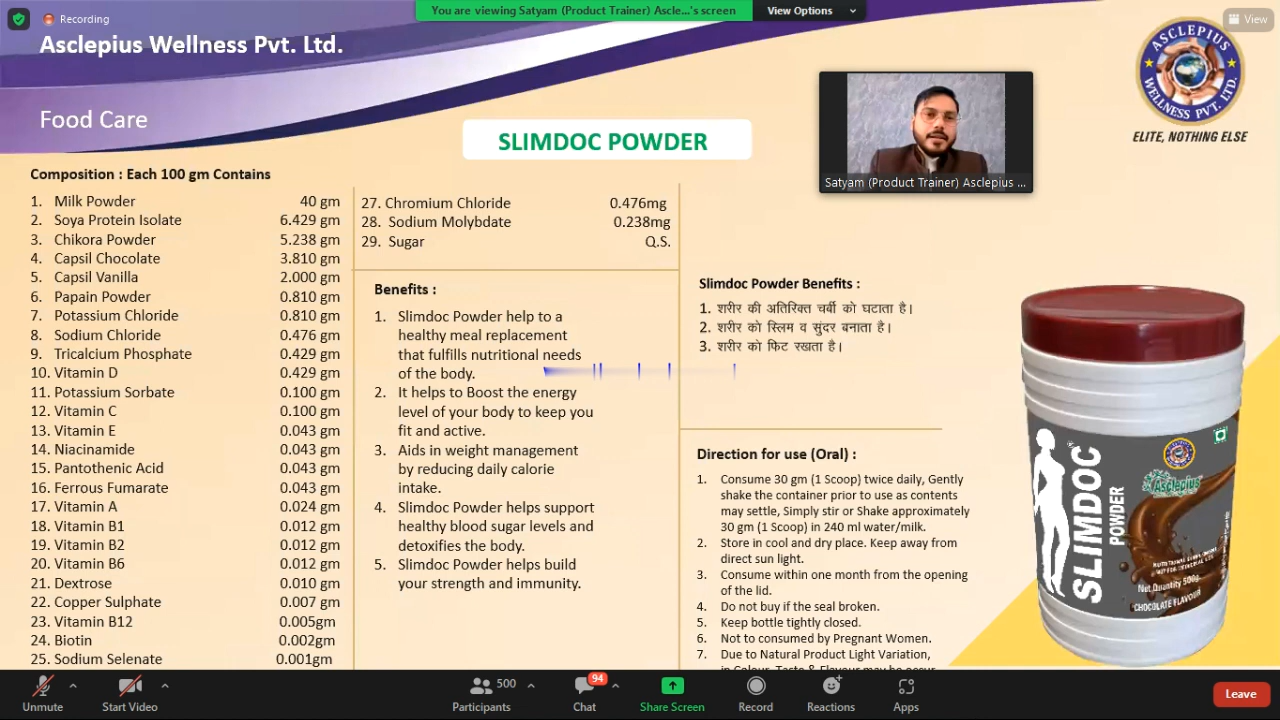 Recording
You are viewing Satyam (Product Trainer) Ascle...'s screen
View Options
View
Asclepius Wellness Pvt. Ltd.
Food Care
ASCLEPIUS
WELLNESS PVT. LTD.
ELITE, NOTHING ELSE
SLIMDOC POWDER
Satyam (Product Trainer) Asclepius ...
Composition : Each 100 gm Contains
1. Milk Powder 40 gm
2. Soya Protein Isolate 6.429 gm
3. Chikora Powder 5.238 gm
4. Capsil Chocolate 3.810 gm
5. Capsil Vanilla 2.000 gm
6. Papain Powder 0.810 gm
7. Potassium Chloride 0.810 gm
8. Sodium Chloride 0.476 gm
9. Tricalcium Phosphate 0.429 gm
10. Vitamin D 0.429 gm
11. Potassium Sorbate 0.100 gm
12. Vitamin C 0.100 gm
13. Vitamin E 0.043 gm
14. Niacinamide 0.043 gm
15. Pantothenic Acid 0.043 gm
16. Ferrous Fumarate 0.043 gm
17. Vitamin A 0.024 gm
18. Vitamin B1 0.012 gm
19. Vitamin B2 0.012 gm
20. Vitamin B6 0.012 gm
21. Dextrose 0.010 gm
22. Copper Sulphate 0.007 gm
23. Vitamin B12 0.005gm
24. Biotin 0.002gm
25. Sodium Selenate 0.001gm
27. Chromium Chloride 0.476mg
28. Sodium Molybdate 0.238mg
29. Sugar Q.S.
Benefits :
1. Slimdoc Powder help to a
healthy meal replacement
that fulfills nutritional needs
of the body.
2. It helps to Boost the energy
level of your body to keep you
fit and active.
3. Aids in weight management
by reducing daily calorie
intake.
4. Slimdoc Powder helps support
healthy blood sugar levels and
detoxifies the body.
5. Slimdoc Powder helps build
your strength and immunity.
Slimdoc Powder Benefits :
1. शरीर की अतिरिक्त चर्बी को घटाता है।
2. शरीर को स्लिम व सुंदर बनाता है।
3. शरीर को फिट रखता है।
Direction for use (Oral) :
1. Consume 30 gm (1 Scoop) twice daily, Gently
shake the container prior to use as contents
may settle, Simply stir or Shake approximately
30 gm (1 Scoop) in 240 ml water/milk.
2. Store in cool and dry place. Keep away from
direct sun light.
3. Consume within one month from the opening
of the lid.
4. Do not buy if the seal broken.
5. Keep bottle tightly closed.
6. Not to consumed by Pregnant Women.
7. Due to Natural Product Light Variation,
in Colour, Taste & Flavour may be occur
SLIMDOC
POWDER
Asclepius
Net Quantity 500g
CHOCOLATE FLAVOUR
Unmute
Start Video
500
Participants
94
Chat
Share Screen
Record
Reactions
Apps
Leave